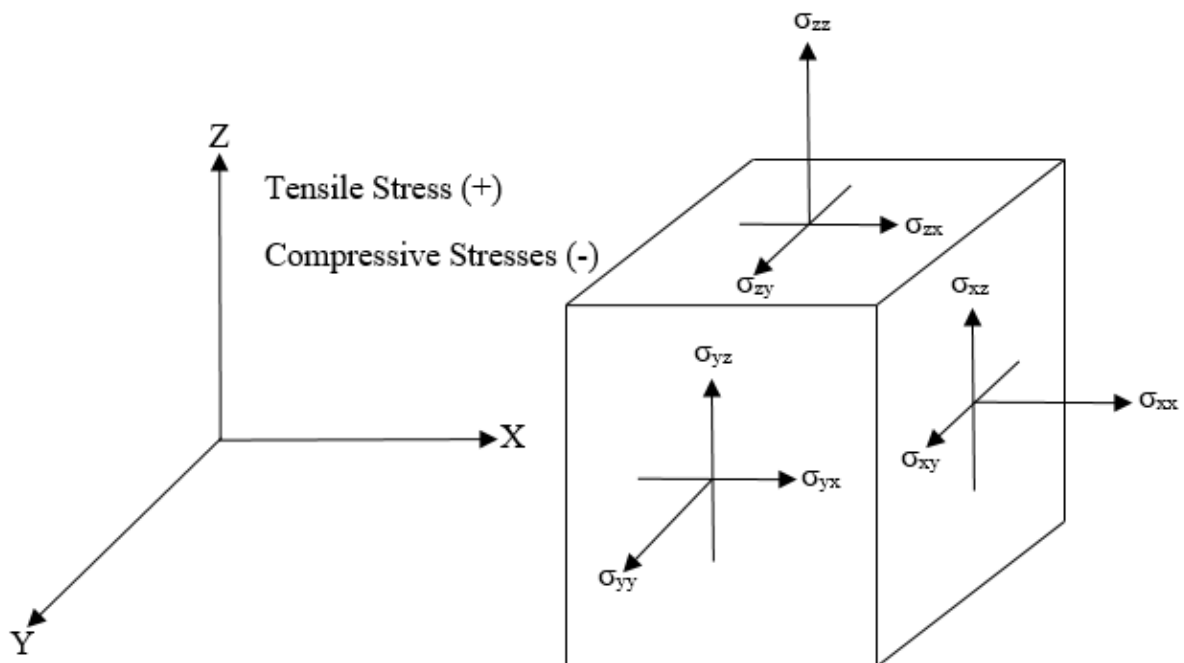 σzz
Z
Tensile Stress (+)
σzx
Compressive Stresses (-)
σzy
σxz
σyz
σxx
X
σxy
σyx
σyy
Y